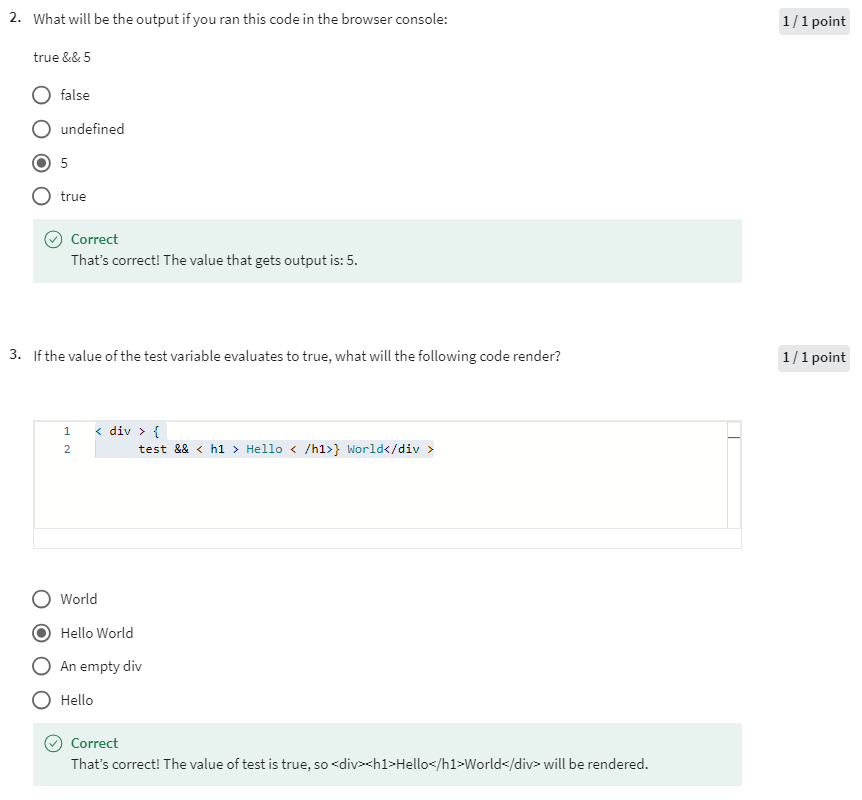 2. What will be the output if you ran this code in the browser console:
1 / 1 point
true && 5
false
undefined
5
true
Correct
That's correct! The value that gets output is: 5.
3. If the value of the test variable evaluates to true, what will the following code render?
1 / 1 point
1 < div > {
2 test && < h1 > Hello < /h1>} World</div >
World
Hello World
An empty div
Hello
Correct
That's correct! The value of test is true, so <div><h1>Hello</h1>World</div> will be rendered.